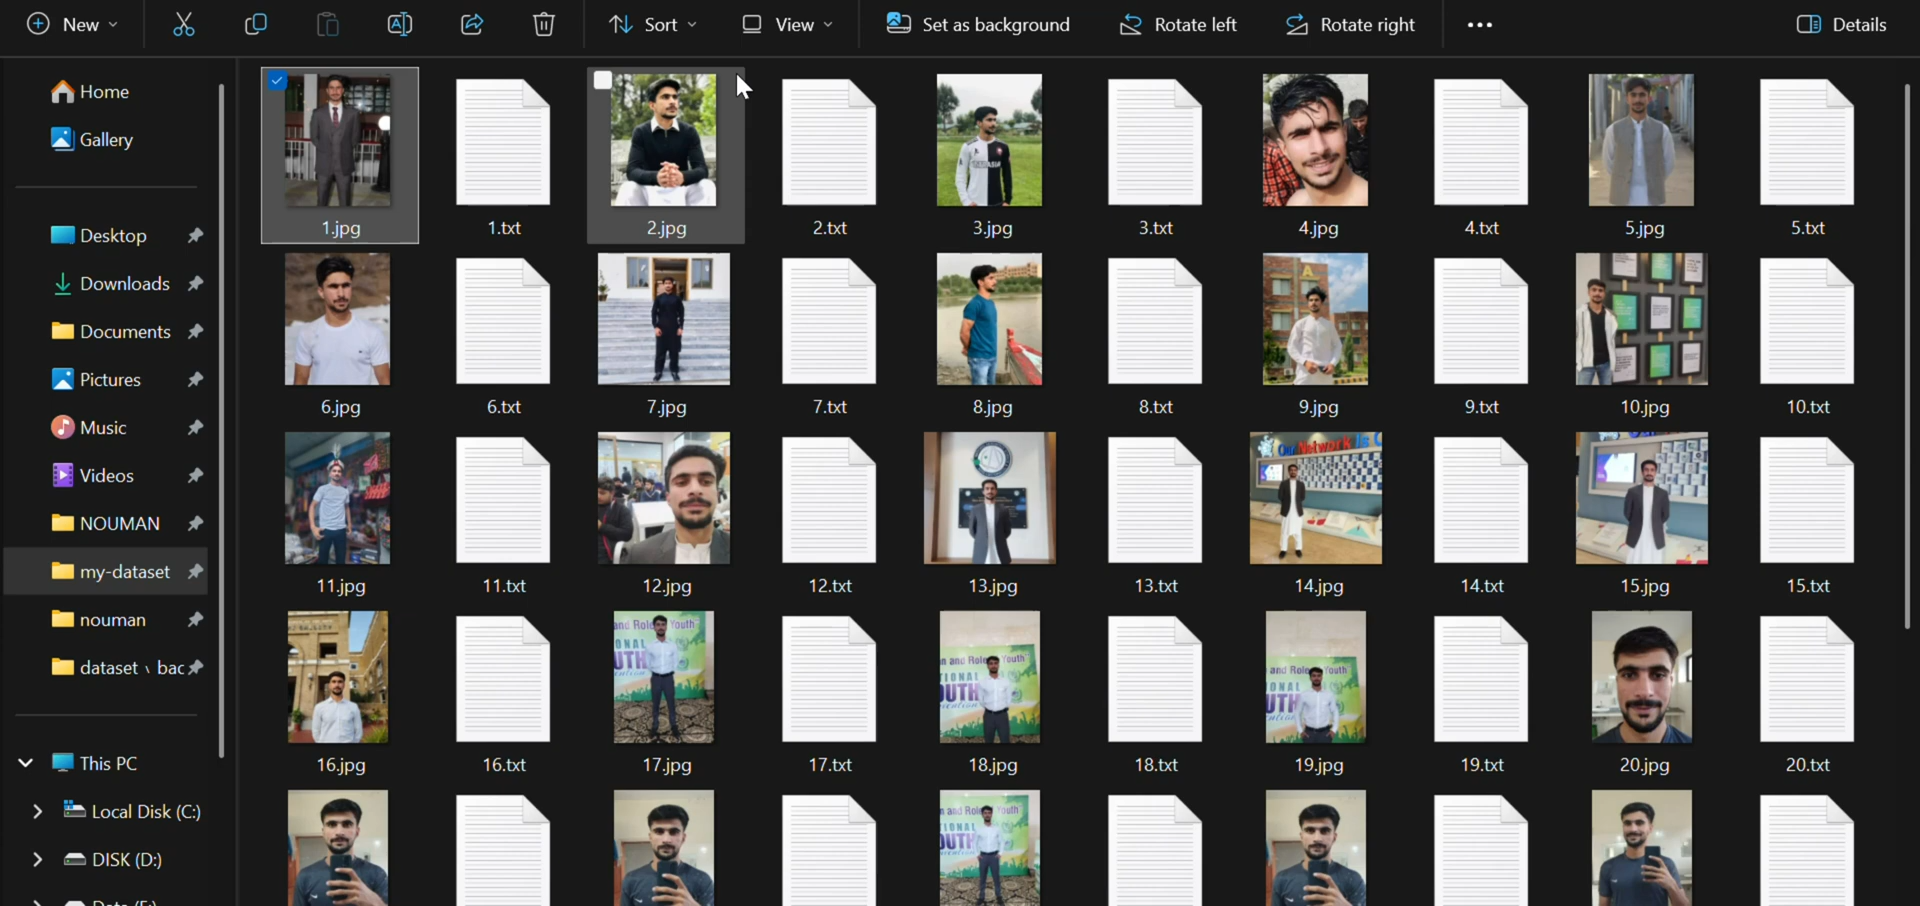 New
Sort
View
Set as background
Rotate left
Rotate right
Details
Home
Gallery
Desktop
Downloads
Documents
Pictures
Music
Videos
NOUMAN
my-dataset
nouman
dataset \ bac
This PC
Local Disk (C:)
DISK (D:)
1.jpg 1.txt 2.jpg 2.txt 3.jpg 3.txt 4.jpg 4.txt 5.jpg 5.txt
6.jpg 6.txt 7.jpg 7.txt 8.jpg 8.txt 9.jpg 9.txt 10.jpg 10.txt
11.jpg 11.txt 12.jpg 12.txt 13.jpg 13.txt 14.jpg 14.txt 15.jpg 15.txt
16.jpg 16.txt 17.jpg 17.txt 18.jpg 18.txt 19.jpg 19.txt 20.jpg 20.txt